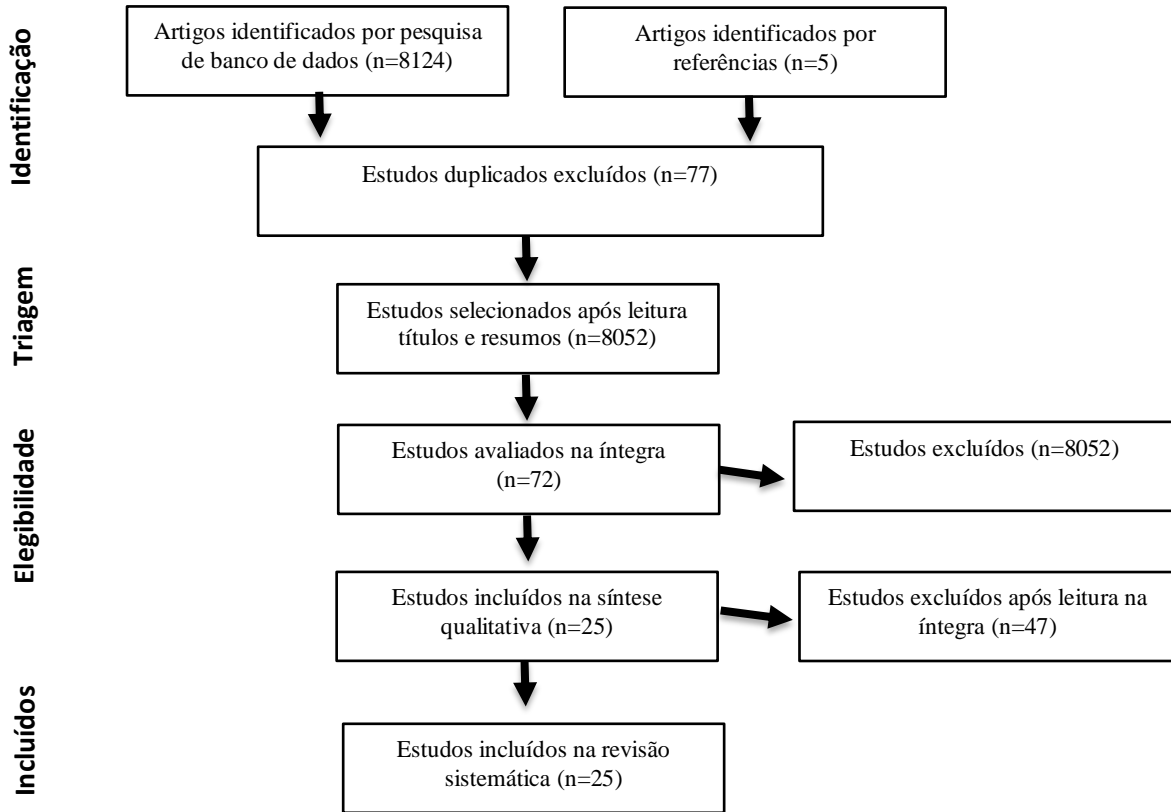 Identificação
Artigos identificados por pesquisa
de banco de dados (n=8124)
Artigos identificados por
referências (n=5)
Estudos duplicados excluídos (n=77)
Triagem
Estudos selecionados após leitura
títulos e resumos (n=8052)
Elegibilidade
Estudos avaliados na íntegra
(n=72)
Estudos excluídos (n=8052)
Estudos incluídos na síntese
qualitativa (n=25)
Estudos excluídos após leitura na
íntegra (n=47)
Incluídos
Estudos incluídos na revisão
sistemática (n=25)